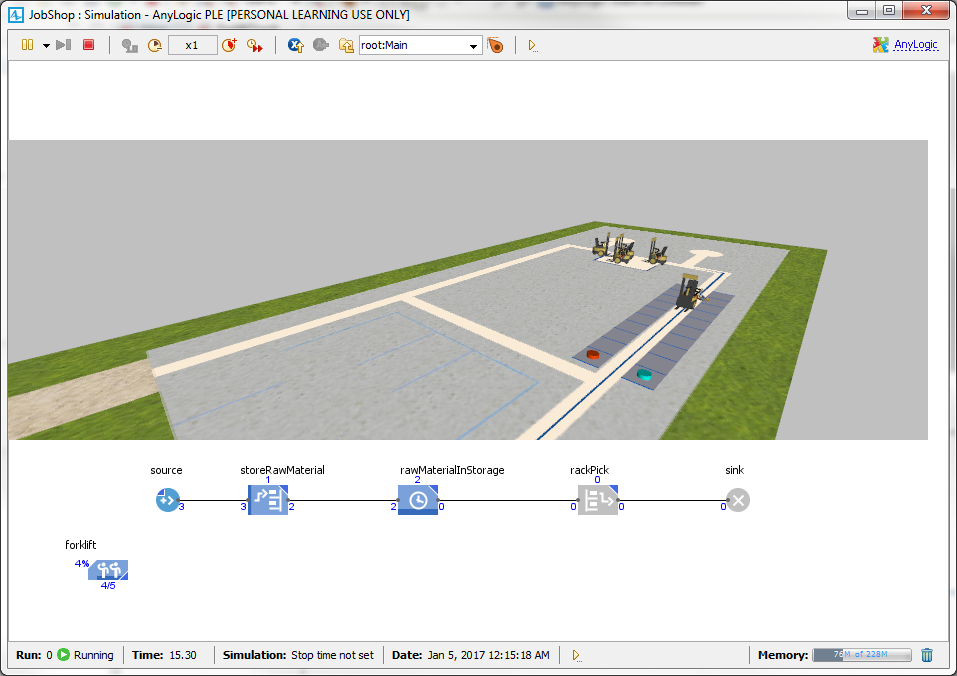 JobShop : Simulation - AnyLogic PLE [PERSONAL LEARNING USE ONLY]
x1
root:Main
AnyLogic
source
storeRawMaterial
rawMaterialInStorage
rackPick
sink
1
2
0
3
3
2
2
0
0
0
0
forklift
4%
4/5
Run: 0 Running
Time: 15.30
Simulation: Stop time not set
Date: Jan 5, 2017 12:15:18 AM
Memory: 76M of 228M